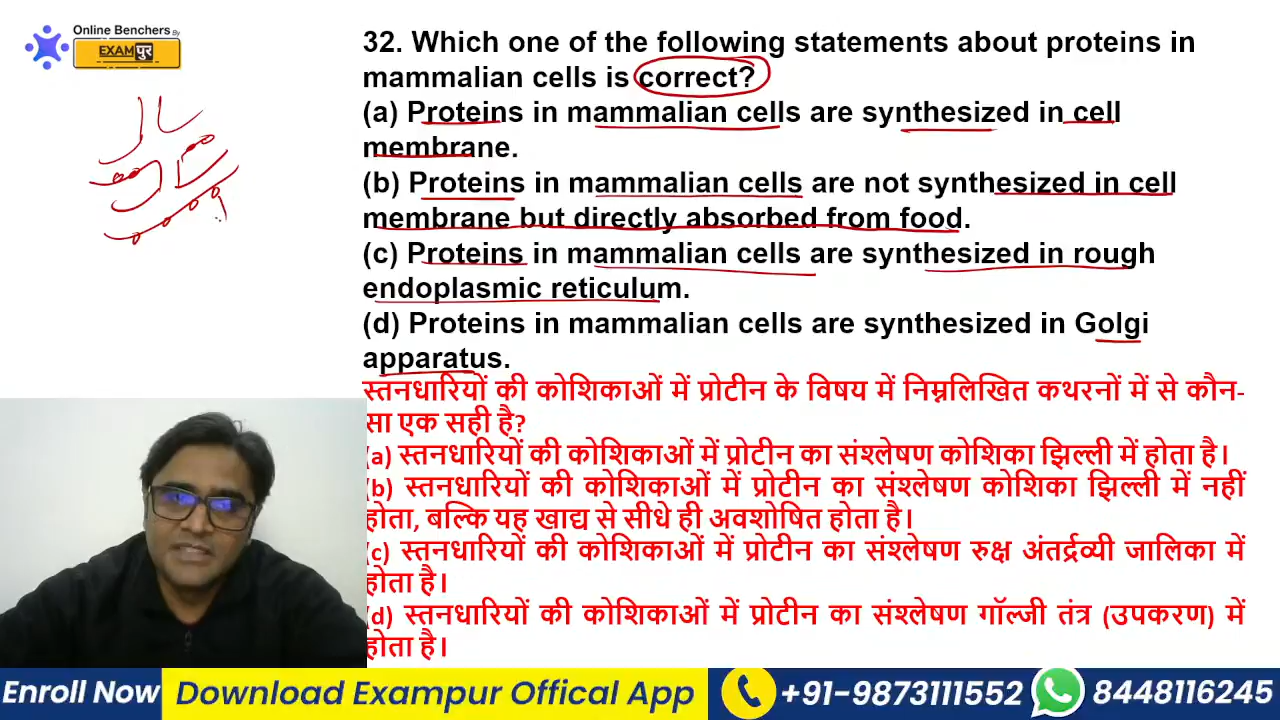 Online Benchers By
EXAMपुर
32. Which one of the following statements about proteins in
mammalian cells is correct?
(a) Proteins in mammalian cells are synthesized in cell
membrane.
(b) Proteins in mammalian cells are not synthesized in cell
membrane but directly absorbed from food.
(c) Proteins in mammalian cells are synthesized in rough
endoplasmic reticulum.
(d) Proteins in mammalian cells are synthesized in Golgi
apparatus.
स्तनधारियों की कोशिकाओं में प्रोटीन के विषय में निम्नलिखित कथरनों में से कौन-
सा एक सही है?
(a) स्तनधारियों की कोशिकाओं में प्रोटीन का संश्लेषण कोशिका झिल्ली में होता है।
(b) स्तनधारियों की कोशिकाओं में प्रोटीन का संश्लेषण कोशिका झिल्ली में नहीं
होता, बल्कि यह खाद्य से सीधे ही अवशोषित होता है।
(c) स्तनधारियों की कोशिकाओं में प्रोटीन का संश्लेषण रुक्ष अंतर्द्रव्यी जालिका में
होता है।
(d) स्तनधारियों की कोशिकाओं में प्रोटीन का संश्लेषण गॉल्जी तंत्र (उपकरण) में
होता है।
Enroll Now Download Exampur Offical App +91-9873111552 8448116245